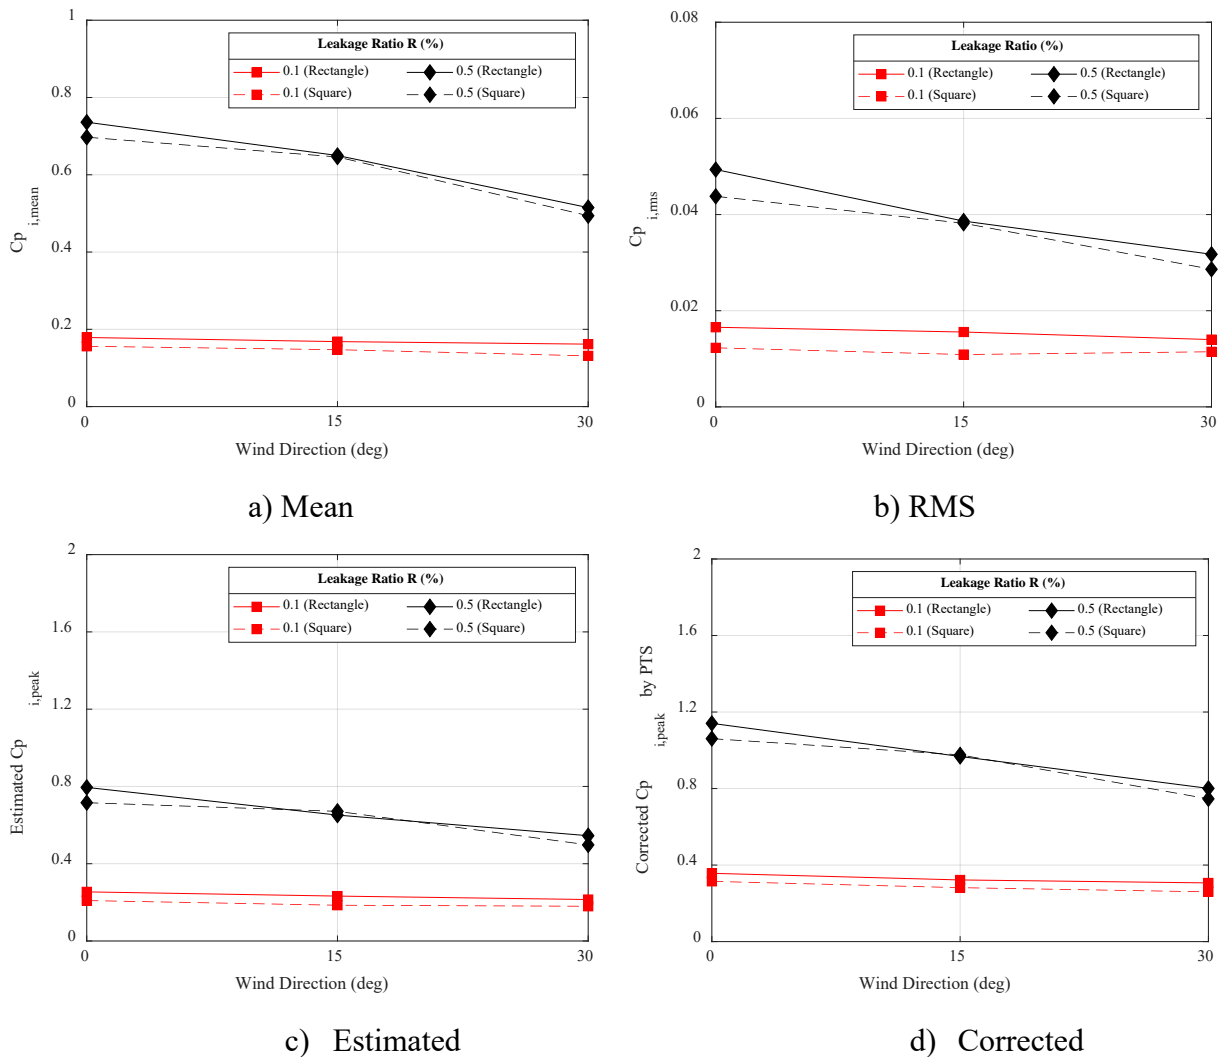 1
0.8
0.6
0.4
0.2
0
Cp i,mean
Leakage Ratio R (%)
0.1 (Rectangle) 0.5 (Rectangle)
0.1 (Square) 0.5 (Square)
0 15 30
Wind Direction (deg)
a) Mean
0.08
0.06
0.04
0.02
0
Cp i,rms
Leakage Ratio (%)
0.1 (Rectangle) 0.5 (Rectangle)
0.1 (Square) 0.5 (Square)
0 15 30
Wind Direction (deg)
b) RMS
2
1.6
1.2
0.8
0.4
0
Estimated Cp i,peak
Leakage Ratio R (%)
0.1 (Rectangle) 0.5 (Rectangle)
0.1 (Square) 0.5 (Square)
0 15 30
Wind Direction (deg)
c) Estimated
2
1.6
1.2
0.8
0.4
0
Corrected Cp i,peak by PTS
Leakage Ratio R (%)
0.1 (Rectangle) 0.5 (Rectangle)
0.1 (Square) 0.5 (Square)
0 15 30
Wind Direction (deg)
d) Corrected